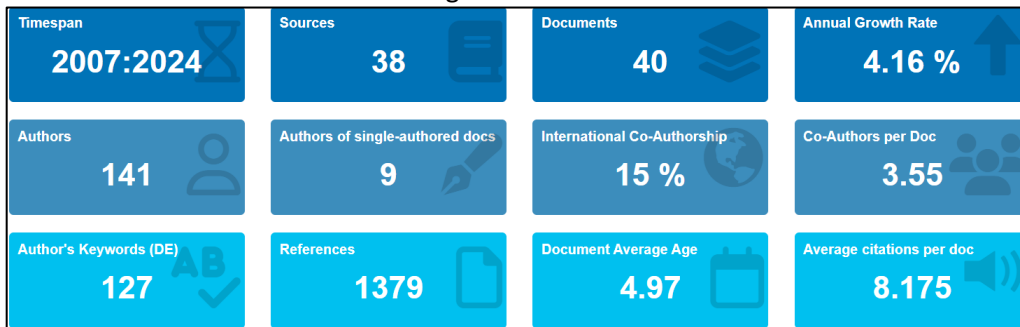 Timespan
2007:2024
Sources
38
Documents
40
Annual Growth Rate
4.16 %
Authors
141
Authors of single-authored docs
9
International Co-Authorship
15 %
Co-Authors per Doc
3.55
Author's Keywords (DE)
AB
127
References
1379
Document Average Age
4.97
Average citations per doc
8.175